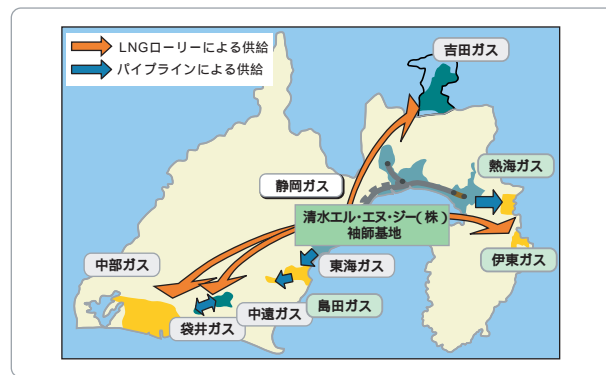 LNGローリーによる供給
パイプラインによる供給
吉田ガス
熱海ガス
静岡ガス
清水エル・エヌ・ジー(株)
袖師基地
伊東ガス
東海ガス
中部ガス
島田ガス
中遠ガス
袋井ガス